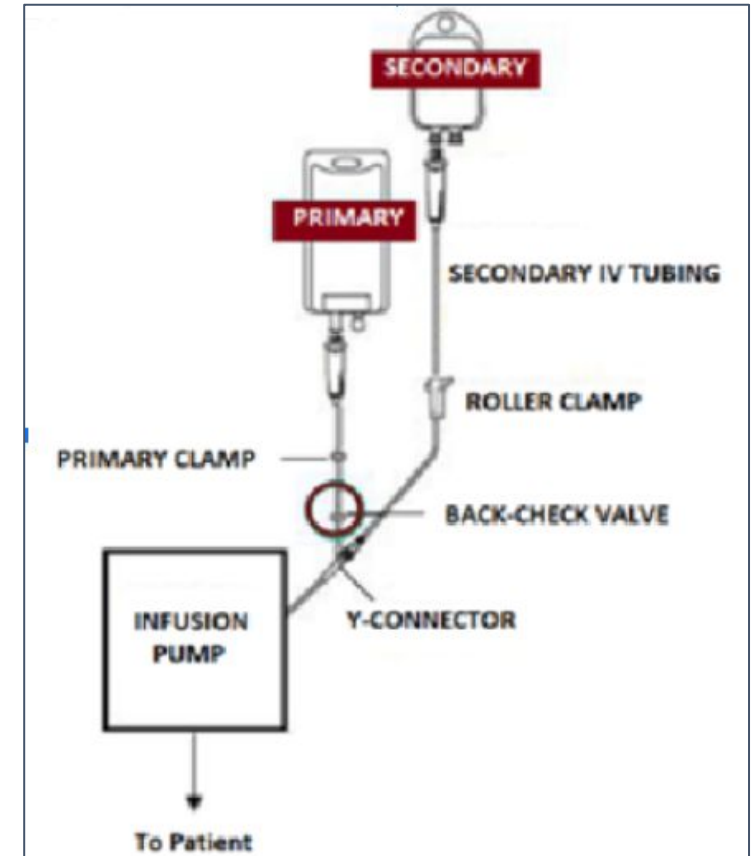 SECONDARY
PRIMARY
SECONDARY IV TUBING
ROLLER CLAMP
PRIMARY CLAMP
BACK-CHECK VALVE
Y-CONNECTOR
INFUSION
PUMP
To Patient